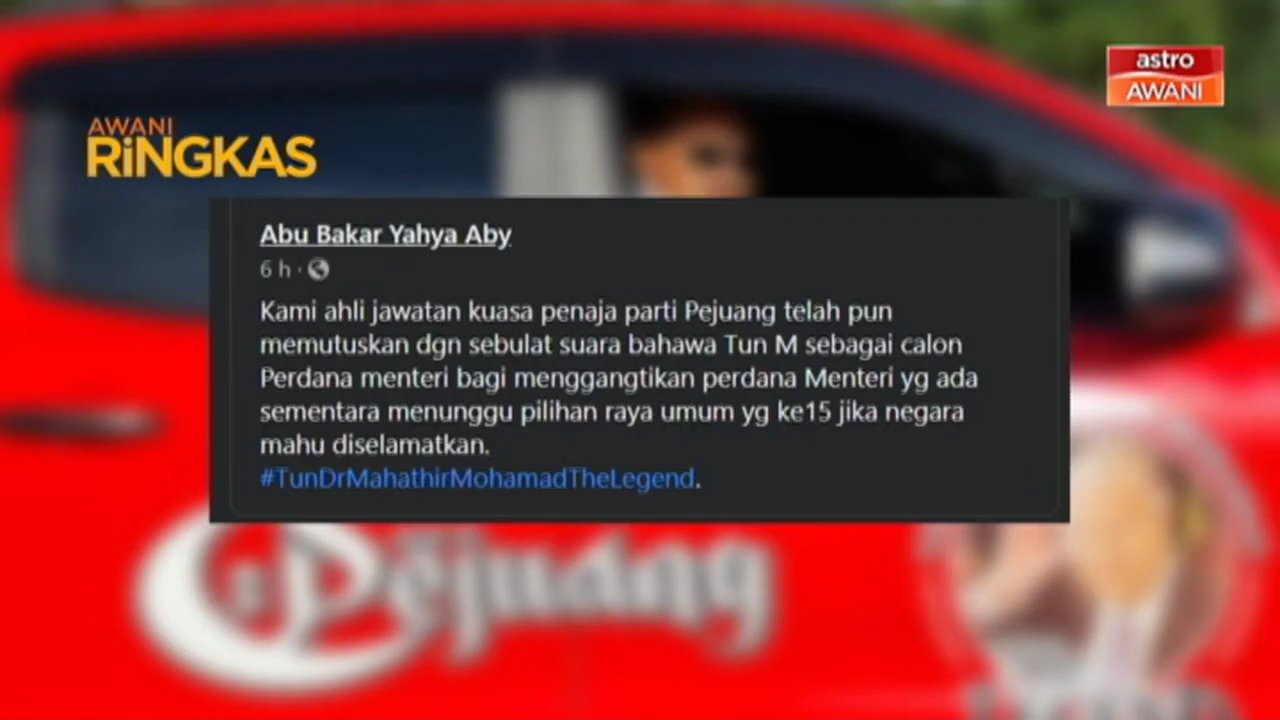 astro
AWANI
AWANI
RiNGKAS
Abu Bakar Yahya Aby
6 h ·
Kami ahli jawatan kuasa penaja parti Pejuang telah pun
memutuskan dgn sebulat suara bahawa Tun M sebagai calon
Perdana menteri bagi menggangtikan perdana Menteri yg ada
sementara menunggu pilihan raya umum yg ke15 jika negara
mahu diselamatkan.
#TunDrMahathirMohamadTheLegend.
Pejuang